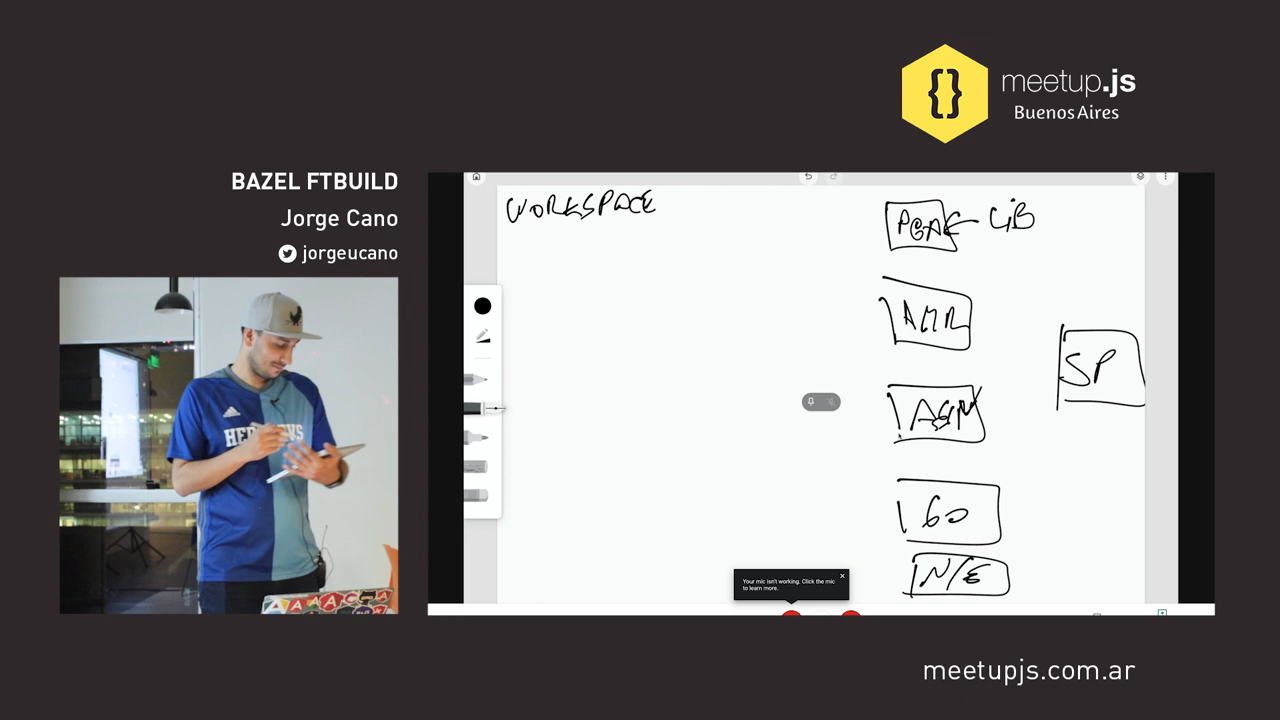 {} meetup.js
Buenos Aires
BAZEL FTBUILD
Jorge Cano
jorgeucano
WORKSPACE
LIB
SP
GO
N/E
Your mic isn't working. Click the mic
to learn more.
meetupjs.com.ar